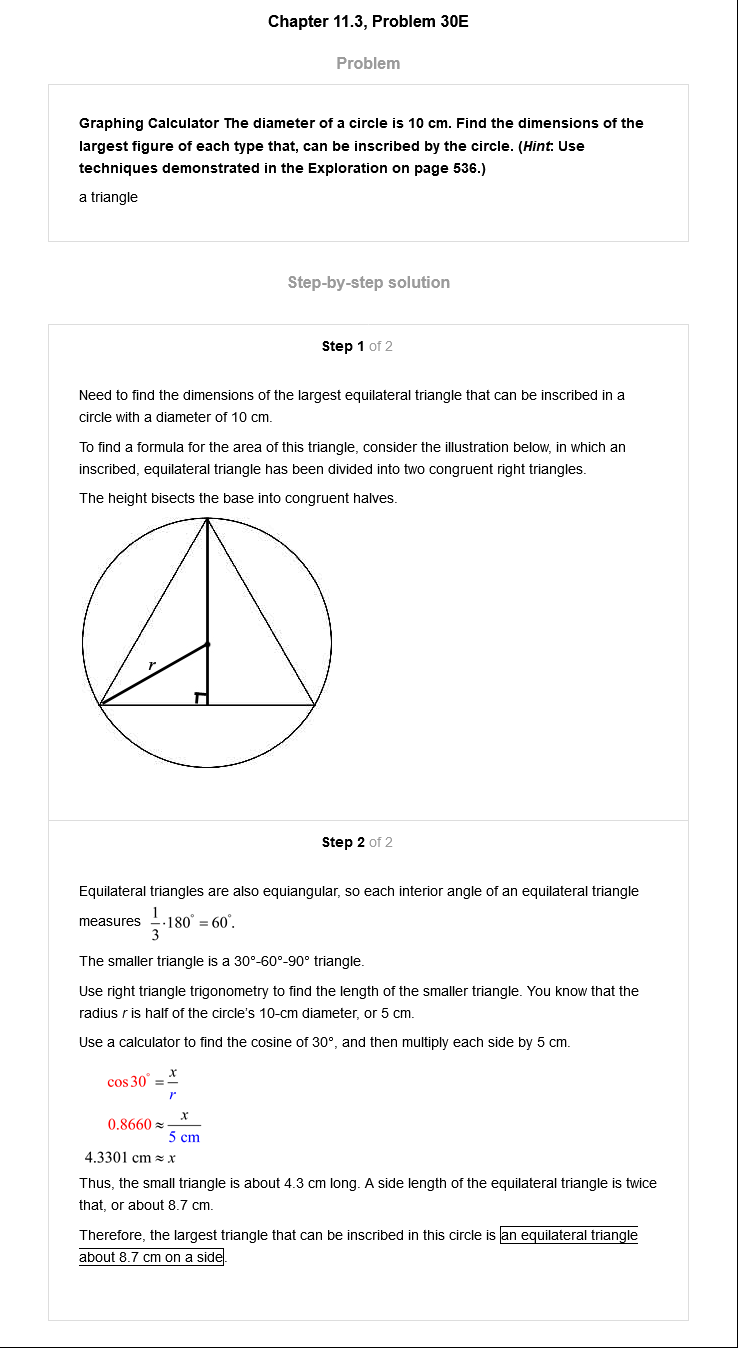 Chapter 11.3, Problem 30E
Problem
Graphing Calculator The diameter of a circle is 10 cm. Find the dimensions of the
largest figure of each type that, can be inscribed by the circle. (Hint: Use
techniques demonstrated in the Exploration on page 536.)
a triangle
Step-by-step solution
Step 1 of 2
Need to find the dimensions of the largest equilateral triangle that can be inscribed in a
circle with a diameter of 10 cm.
To find a formula for the area of this triangle, consider the illustration below, in which an
inscribed, equilateral triangle has been divided into two congruent right triangles.
The height bisects the base into congruent halves.
r
Step 2 of 2
Equilateral triangles are also equiangular, so each interior angle of an equilateral triangle
measures 1/3 · 180° = 60°.
The smaller triangle is a 30°-60°-90° triangle.
Use right triangle trigonometry to find the length of the smaller triangle. You know that the
radius r is half of the circle's 10-cm diameter, or 5 cm.
Use a calculator to find the cosine of 30°, and then multiply each side by 5 cm.
cos 30° = x/r
0.8660 ≈ x/5 cm
4.3301 cm ≈ x
Thus, the small triangle is about 4.3 cm long. A side length of the equilateral triangle is twice
that, or about 8.7 cm.
Therefore, the largest triangle that can be inscribed in this circle is an equilateral triangle
about 8.7 cm on a side.